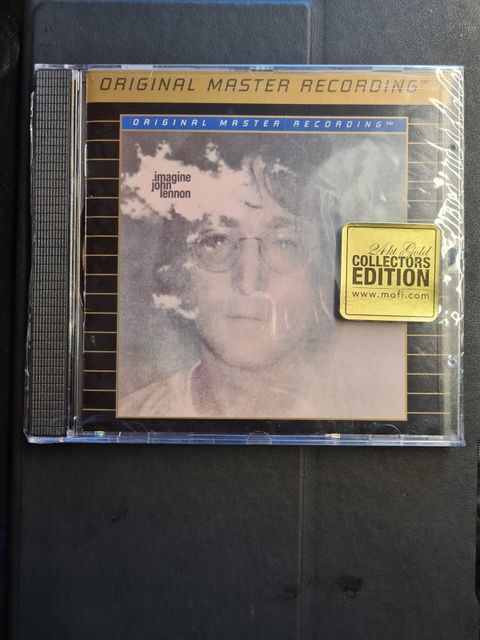 ORIGINAL MASTER RECORDING™
ORIGINAL MASTER RECORDING™
imagine
john
lennon
24kt Gold
COLLECTORS
EDITION
www.mofi.com